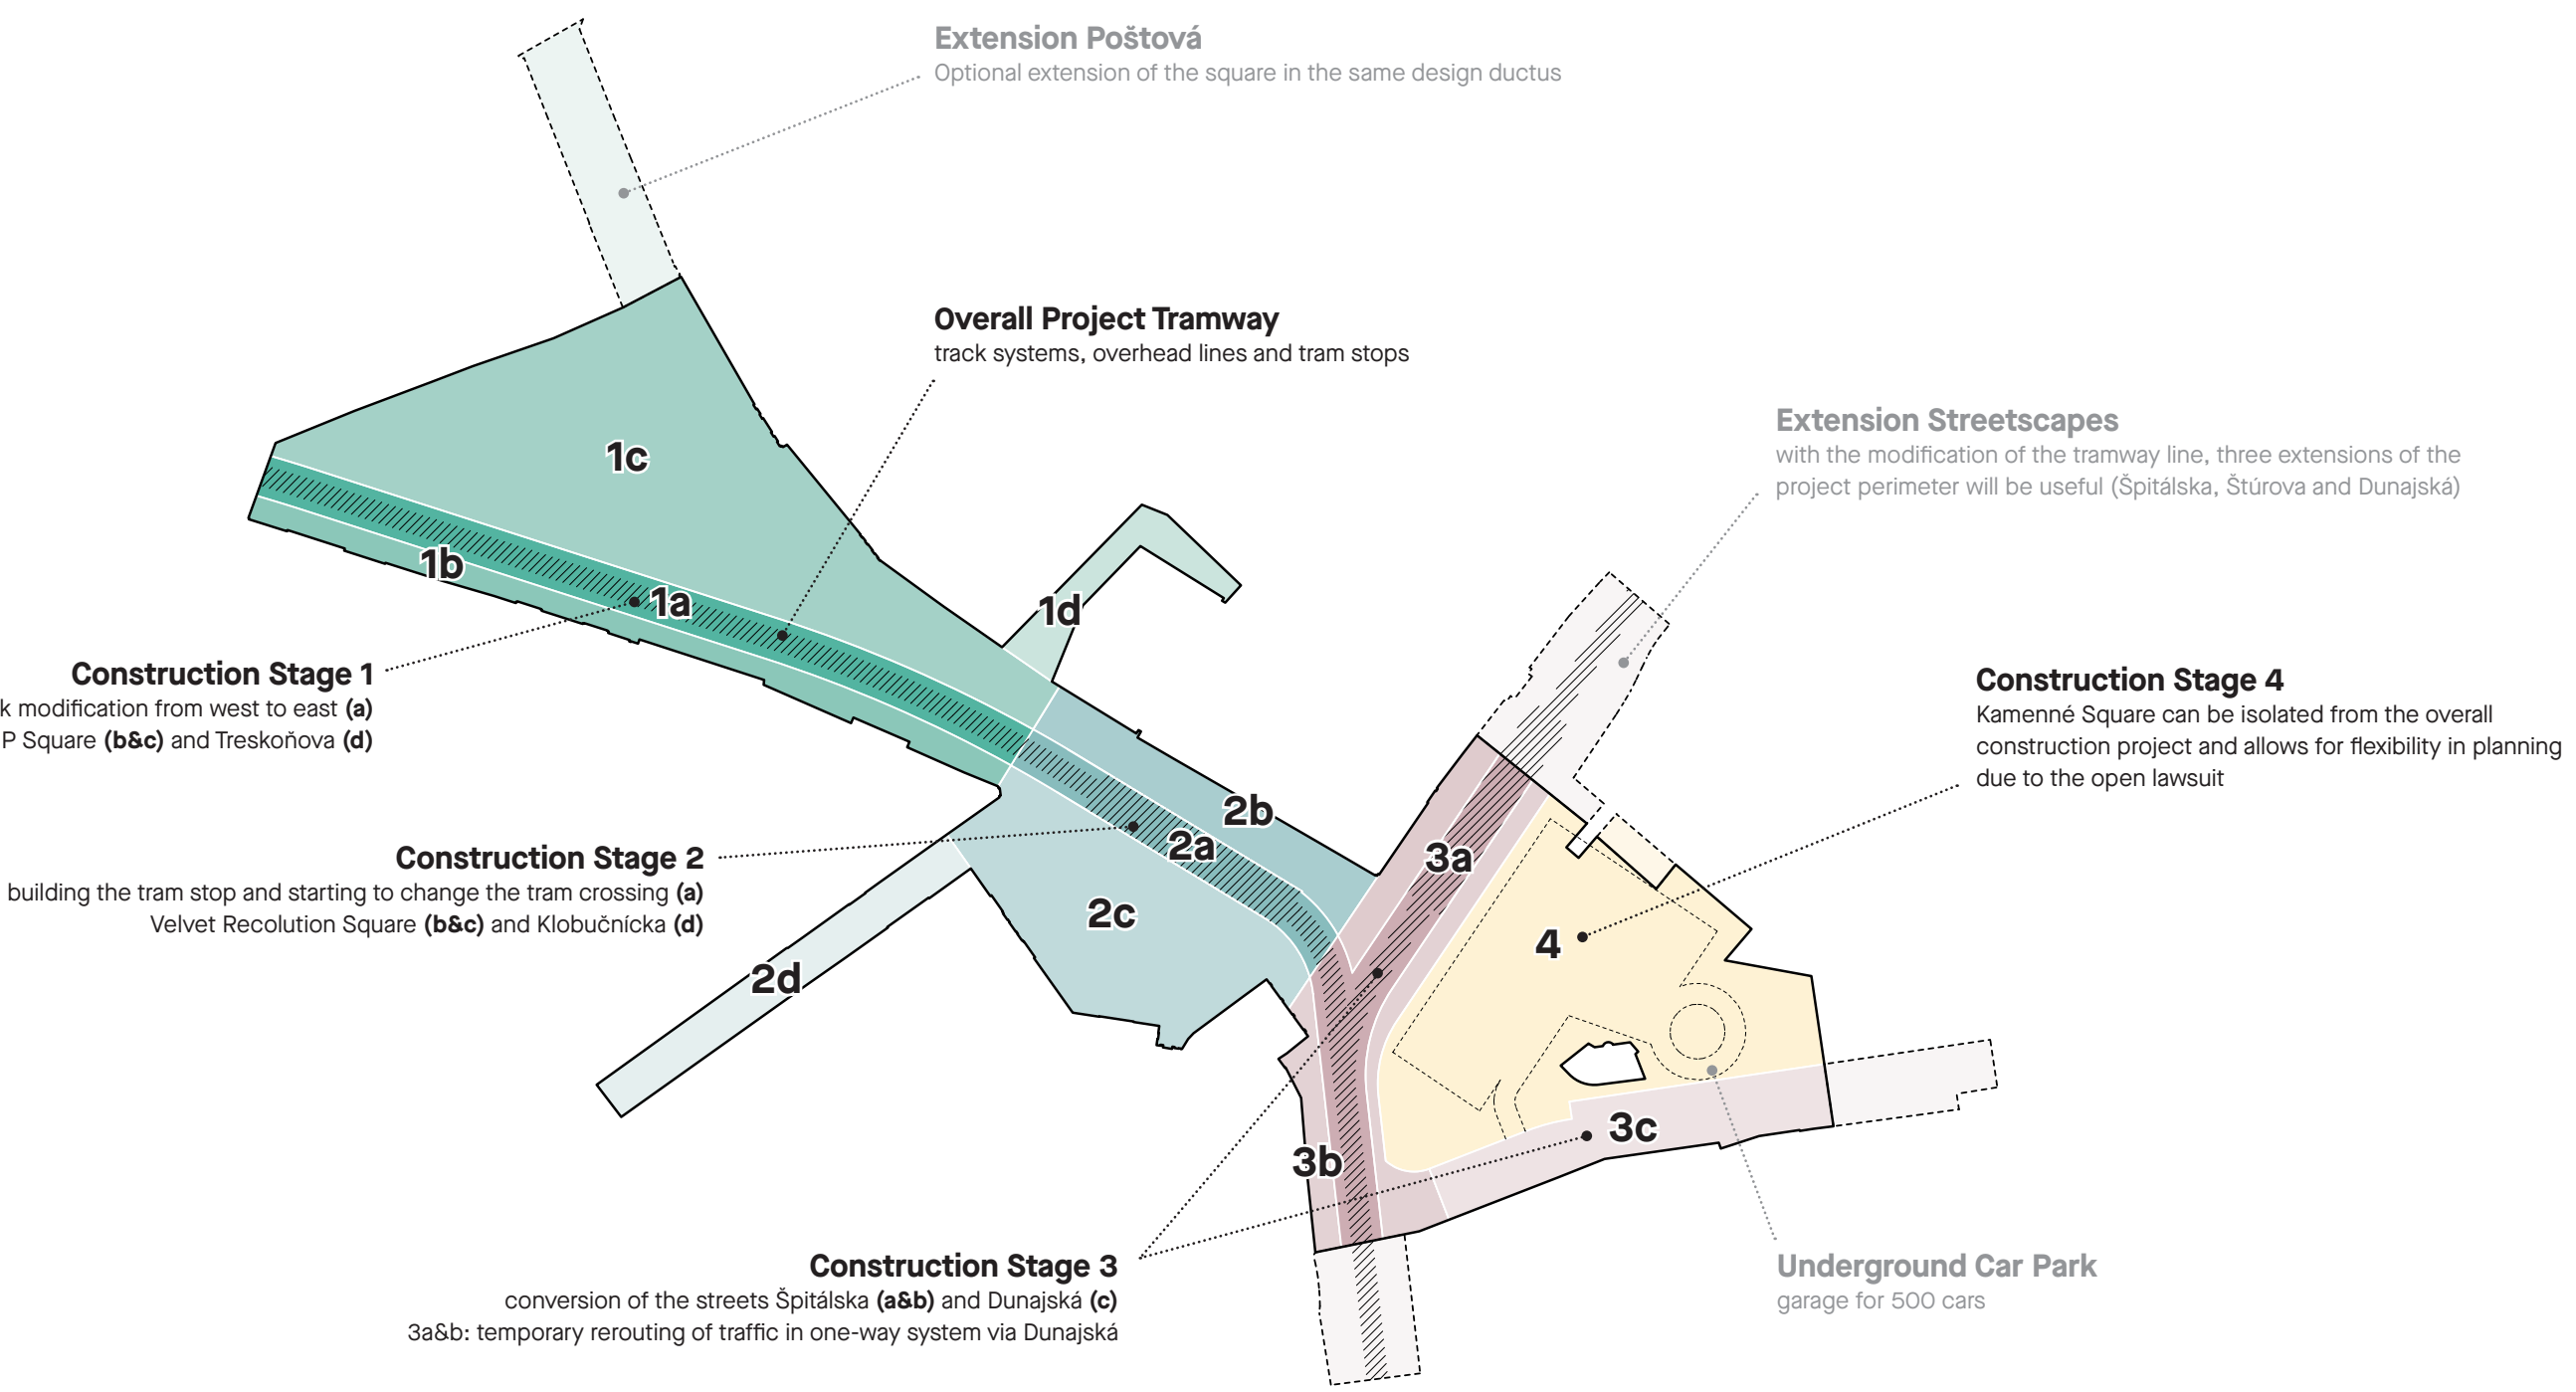 Extension Poštová
Optional extension of the square in the same design ductus
Overall Project Tramway
track systems, overhead lines and tram stops
Extension Streetscapes
with the modification of the tramway line, three extensions of the
project perimeter will be useful (Špitálska, Štúrova and Dunajská)
1c
1b
1a
1d
Construction Stage 1
k modification from west to east (a)
P Square (b&c) and Treskoňova (d)
Construction Stage 4
Kamenné Square can be isolated from the overall
construction project and allows for flexibility in planning
due to the open lawsuit
2b
2a
3a
Construction Stage 2
building the tram stop and starting to change the tram crossing (a)
Velvet Recolution Square (b&c) and Klobučnícka (d)
2c
4
2d
3c
3b
Construction Stage 3
conversion of the streets Špitálska (a&b) and Dunajská (c)
3a&b: temporary rerouting of traffic in one-way system via Dunajská
Underground Car Park
garage for 500 cars